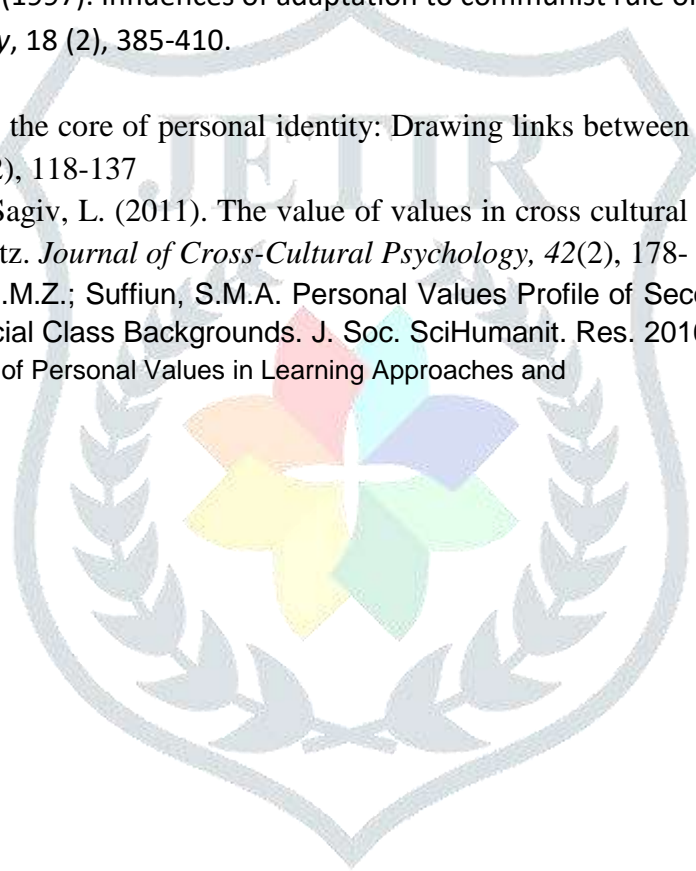 (1997). Influences of adaptation to communist rule on
y, 18 (2), 385-410.
JETIR
the core of personal identity: Drawing links between
2), 118-137
Sagiv, L. (2011). The value of values in cross cultural
tz. Journal of Cross-Cultural Psychology, 42(2), 178-
.M.Z.; Suffiun, S.M.A. Personal Values Profile of Seco
cial Class Backgrounds. J. Soc. SciHumanit. Res. 2016
of Personal Values in Learning Approaches and